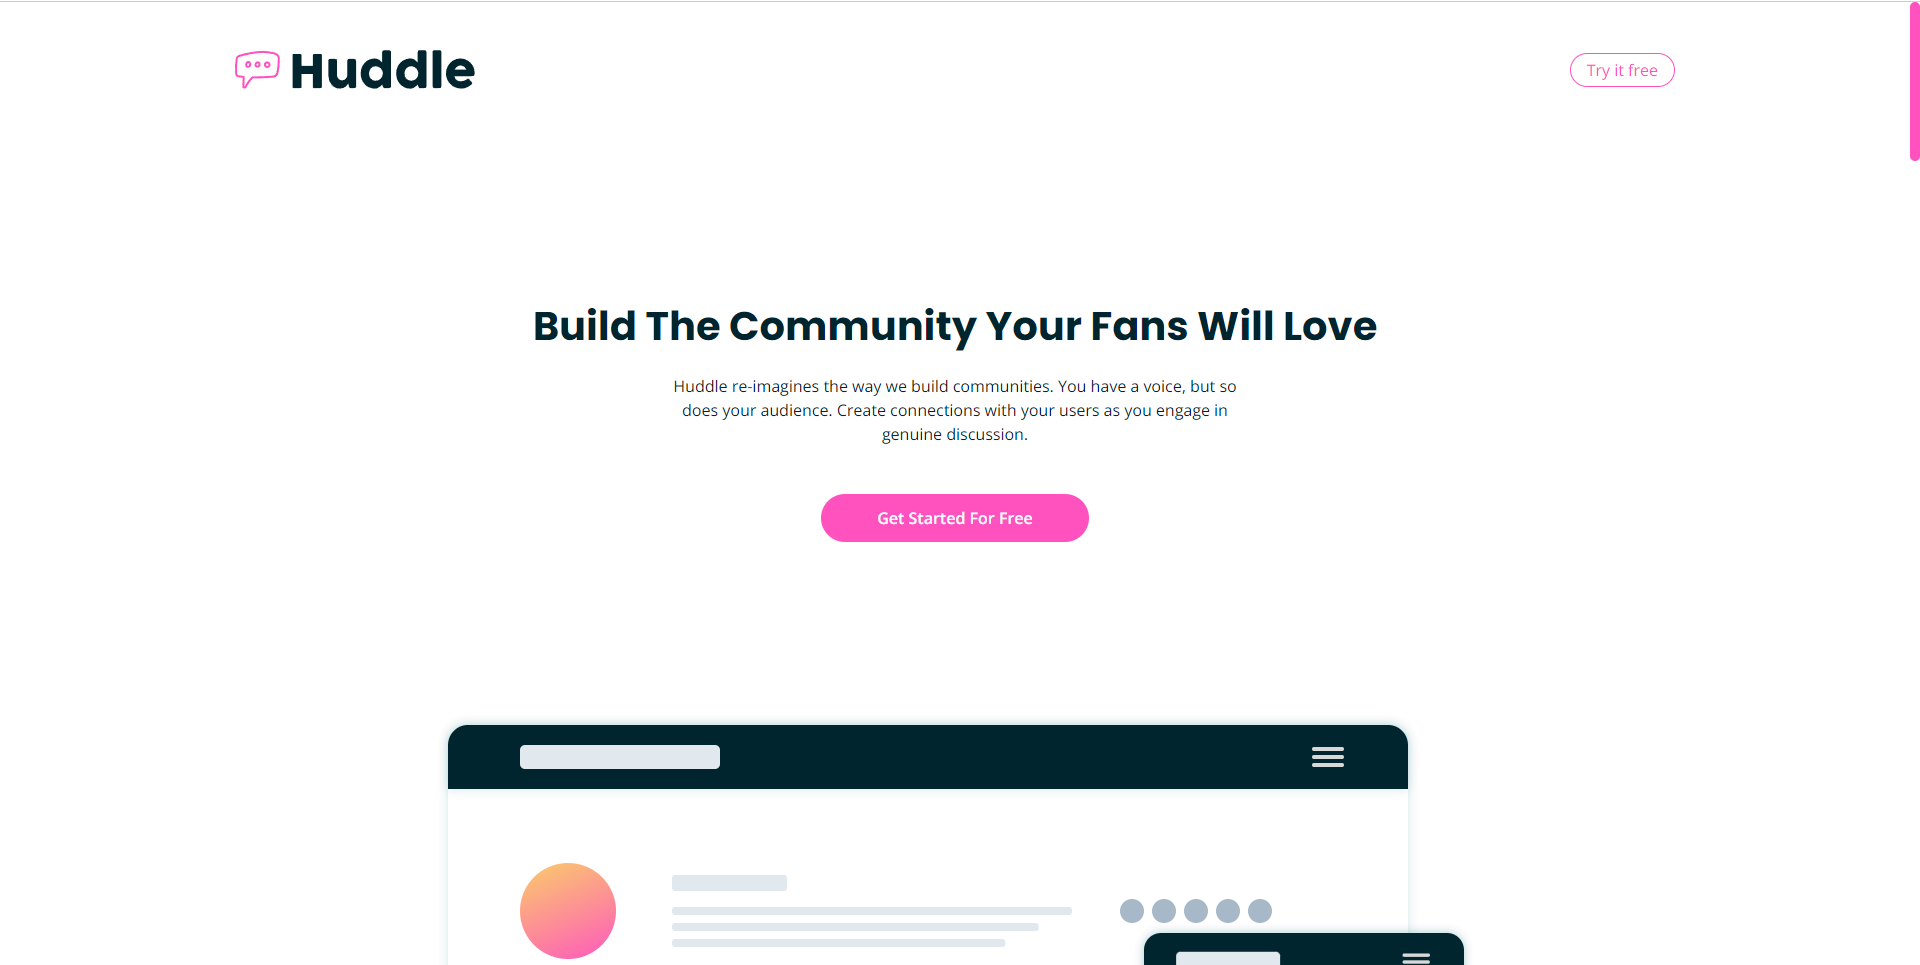 Huddle
Try it free
Build The Community Your Fans Will Love
Huddle re-imagines the way we build communities. You have a voice, but so
does your audience. Create connections with your users as you engage in
genuine discussion.
Get Started For Free